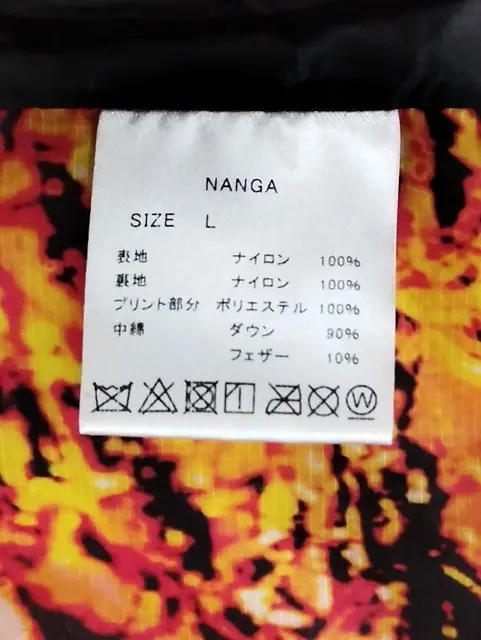 NANGA
SIZE L
表地 ナイロン 100%
裏地 ナイロン 100%
プリント部分 ポリエステル 100%
中綿 ダウン 90%
フェザー 10%
W